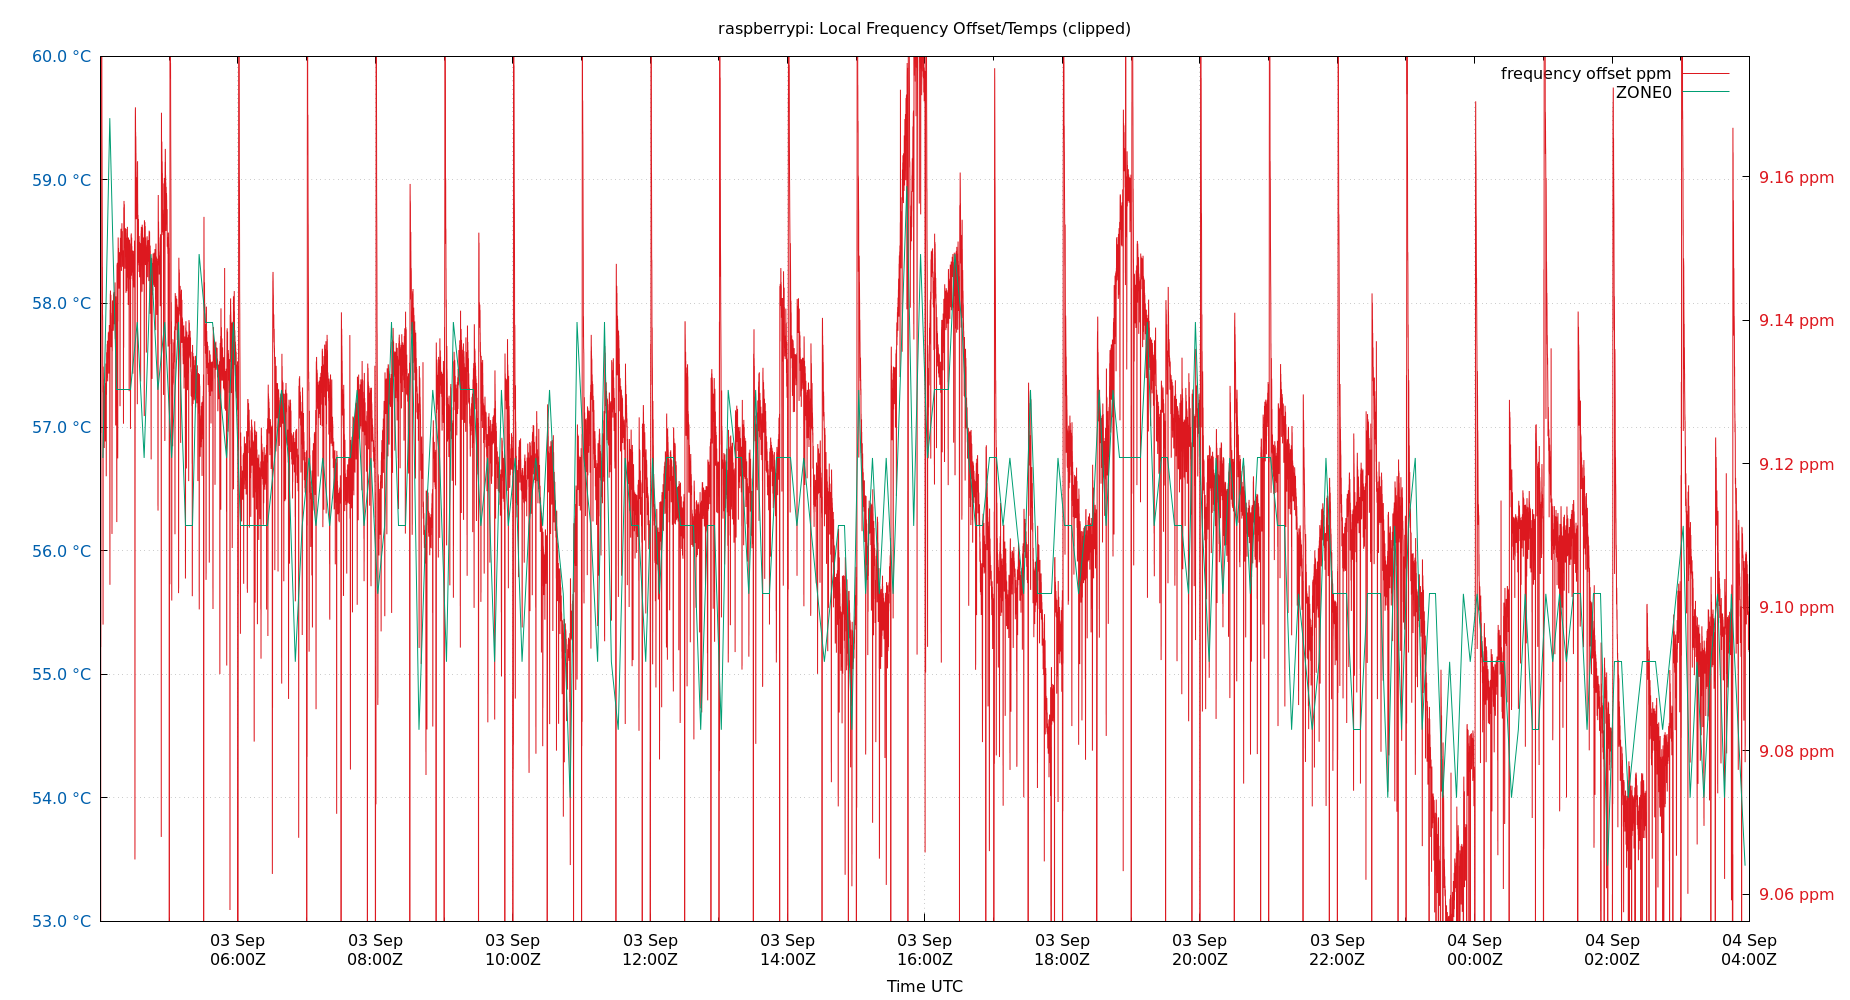 raspberrypi: Local Frequency Offset/Temps (clipped)
frequency offset ppm
ZONE0
60.0 °C
59.0 °C
58.0 °C
57.0 °C
56.0 °C
55.0 °C
54.0 °C
53.0 °C
9.16 ppm
9.14 ppm
9.12 ppm
9.10 ppm
9.08 ppm
9.06 ppm
03 Sep 03 Sep 03 Sep 03 Sep 03 Sep 03 Sep 03 Sep 03 Sep 03 Sep 04 Sep 04 Sep 04 Sep
06:00Z 08:00Z 10:00Z 12:00Z 14:00Z 16:00Z 18:00Z 20:00Z 22:00Z 00:00Z 02:00Z 04:00Z
Time UTC